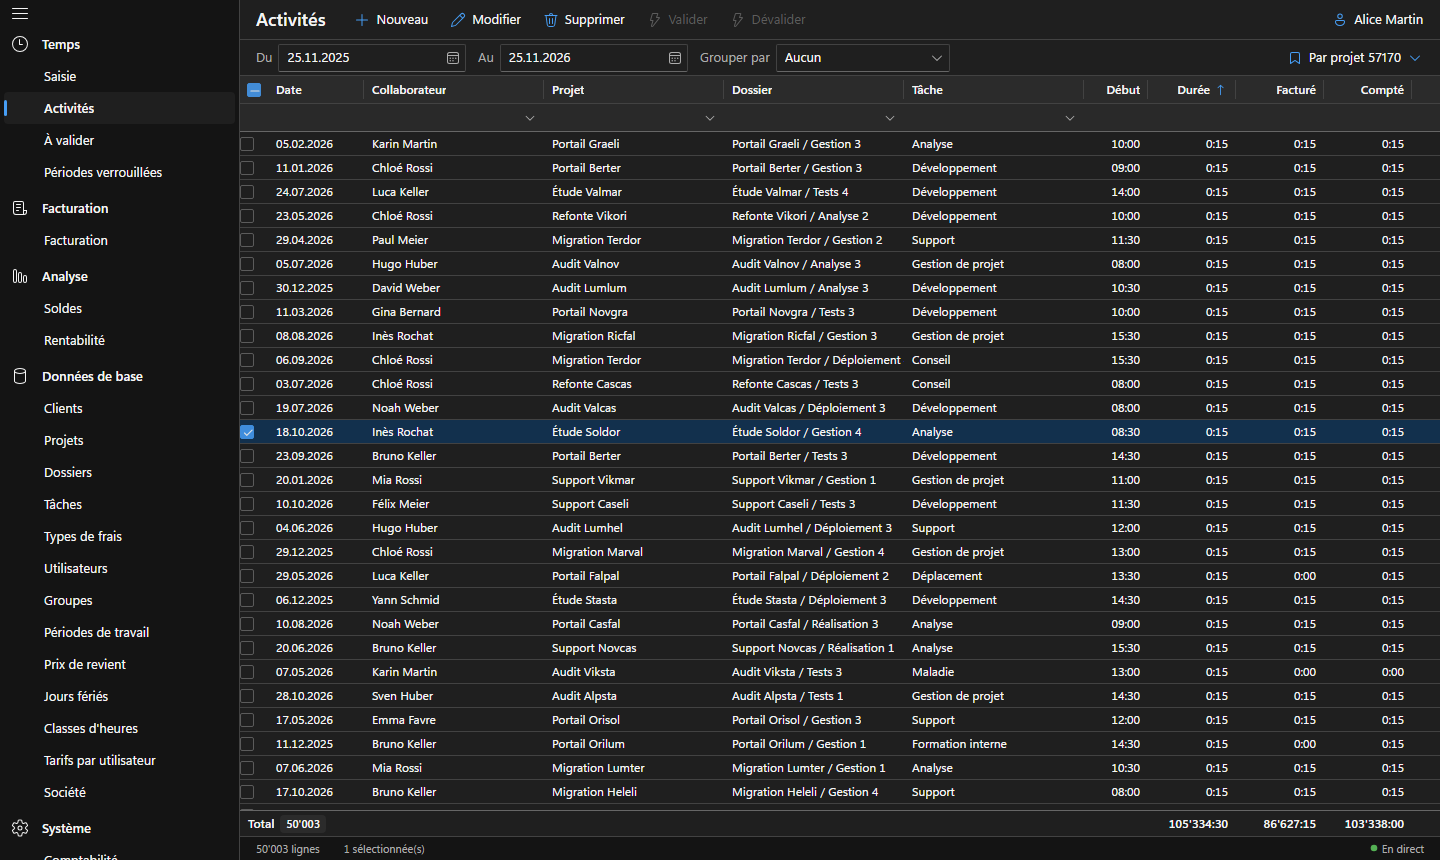 Temps
Saisie
Activités
À valider
Périodes verrouillées
Facturation
Facturation
Analyse
Soldes
Rentabilité
Données de base
Clients
Projets
Dossiers
Tâches
Types de frais
Utilisateurs
Groupes
Périodes de travail
Prix de revient
Jours fériés
Classes d'heures
Tarifs par utilisateur
Société
Système
Comptabilité
Activités Nouveau Modifier Supprimer Valider Dévalider Alice Martin
Du 25.11.2025 Au 25.11.2026 Grouper par Aucun Par projet 57170
Date Collaborateur Projet Dossier Tâche Début Durée Facturé Compté
05.02.2026 Karin Martin Portail Graeli Portail Graeli / Gestion 3 Analyse 10:00 0:15 0:15 0:15
11.01.2026 Chloé Rossi Portail Berter Portail Berter / Gestion 3 Développement 09:00 0:15 0:15 0:15
24.07.2026 Luca Keller Étude Valmar Étude Valmar / Tests 4 Développement 14:00 0:15 0:15 0:15
23.05.2026 Chloé Rossi Refonte Vikori Refonte Vikori / Analyse 2 Développement 10:00 0:15 0:15 0:15
29.04.2026 Paul Meier Migration Terdor Migration Terdor / Gestion 2 Support 11:30 0:15 0:15 0:15
05.07.2026 Hugo Huber Audit Valnov Audit Valnov / Analyse 3 Gestion de projet 08:00 0:15 0:15 0:15
30.12.2025 David Weber Audit Lumlum Audit Lumlum / Analyse 3 Développement 10:30 0:15 0:15 0:15
11.03.2026 Gina Bernard Portail Novgra Portail Novgra / Tests 3 Développement 10:00 0:15 0:15 0:15
08.08.2026 Inès Rochat Migration Ricfal Migration Ricfal / Gestion 3 Gestion de projet 15:30 0:15 0:15 0:15
06.09.2026 Chloé Rossi Migration Terdor Migration Terdor / Déploiement Conseil 15:30 0:15 0:15 0:15
03.07.2026 Chloé Rossi Refonte Cascas Refonte Cascas / Tests 3 Conseil 08:00 0:15 0:15 0:15
19.07.2026 Noah Weber Audit Valcas Audit Valcas / Déploiement 3 Développement 08:00 0:15 0:15 0:15
18.10.2026 Inès Rochat Étude Soldor Étude Soldor / Gestion 4 Analyse 08:30 0:15 0:15 0:15
23.09.2026 Bruno Keller Portail Berter Portail Berter / Tests 3 Développement 14:30 0:15 0:15 0:15
20.01.2026 Mia Rossi Support Vikmar Support Vikmar / Gestion 1 Gestion de projet 11:00 0:15 0:15 0:15
10.10.2026 Félix Meier Support Caseli Support Caseli / Tests 3 Développement 11:30 0:15 0:15 0:15
04.06.2026 Hugo Huber Audit Lumhel Audit Lumhel / Déploiement 3 Support 12:00 0:15 0:15 0:15
29.12.2025 Chloé Rossi Migration Marval Migration Marval / Gestion 4 Gestion de projet 13:00 0:15 0:15 0:15
29.05.2026 Luca Keller Portail Falpal Portail Falpal / Déploiement 2 Déplacement 13:30 0:15 0:00 0:15
06.12.2025 Yann Schmid Étude Stasta Étude Stasta / Déploiement 3 Développement 14:30 0:15 0:15 0:15
10.08.2026 Noah Weber Portail Casfal Portail Casfal / Réalisation 3 Analyse 09:00 0:15 0:15 0:15
20.06.2026 Bruno Keller Support Novcas Support Novcas / Réalisation 1 Analyse 15:30 0:15 0:15 0:15
07.05.2026 Karin Martin Audit Viksta Audit Viksta / Tests 3 Maladie 13:00 0:15 0:00 0:00
28.10.2026 Sven Huber Audit Alpsta Audit Alpsta / Tests 1 Gestion de projet 14:30 0:15 0:15 0:15
17.05.2026 Emma Favre Portail Orisol Portail Orisol / Gestion 3 Support 12:00 0:15 0:15 0:15
11.12.2025 Bruno Keller Portail Orilum Portail Orilum / Gestion 1 Formation interne 14:30 0:15 0:00 0:15
07.06.2026 Mia Rossi Migration Lumter Migration Lumter / Gestion 1 Analyse 10:30 0:15 0:15 0:15
17.10.2026 Bruno Keller Migration Heleli Migration Heleli / Gestion 4 Support 08:00 0:15 0:15 0:15
Total 50'003 105'334:30 86'627:15 103'338:00
50'003 lignes 1 sélectionnée(s) En direct